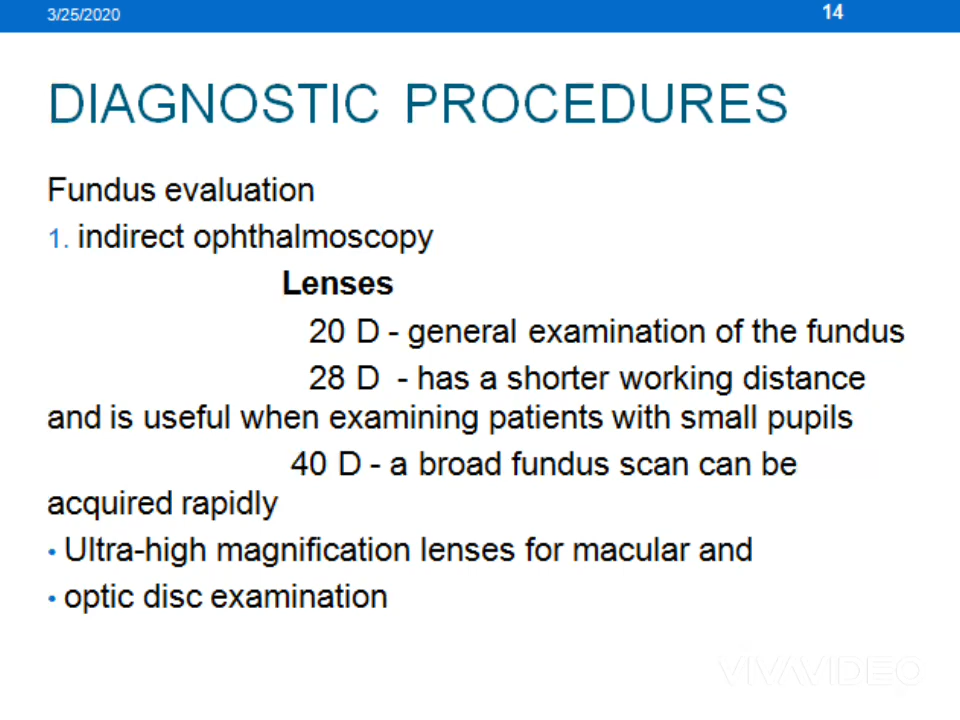 3/25/2020
14
DIAGNOSTIC PROCEDURES
Fundus evaluation
1. indirect ophthalmoscopy
Lenses
20 D - general examination of the fundus
28 D - has a shorter working distance
and is useful when examining patients with small pupils
40 D - a broad fundus scan can be
acquired rapidly
• Ultra-high magnification lenses for macular and
• optic disc examination
VIVAVIDEO